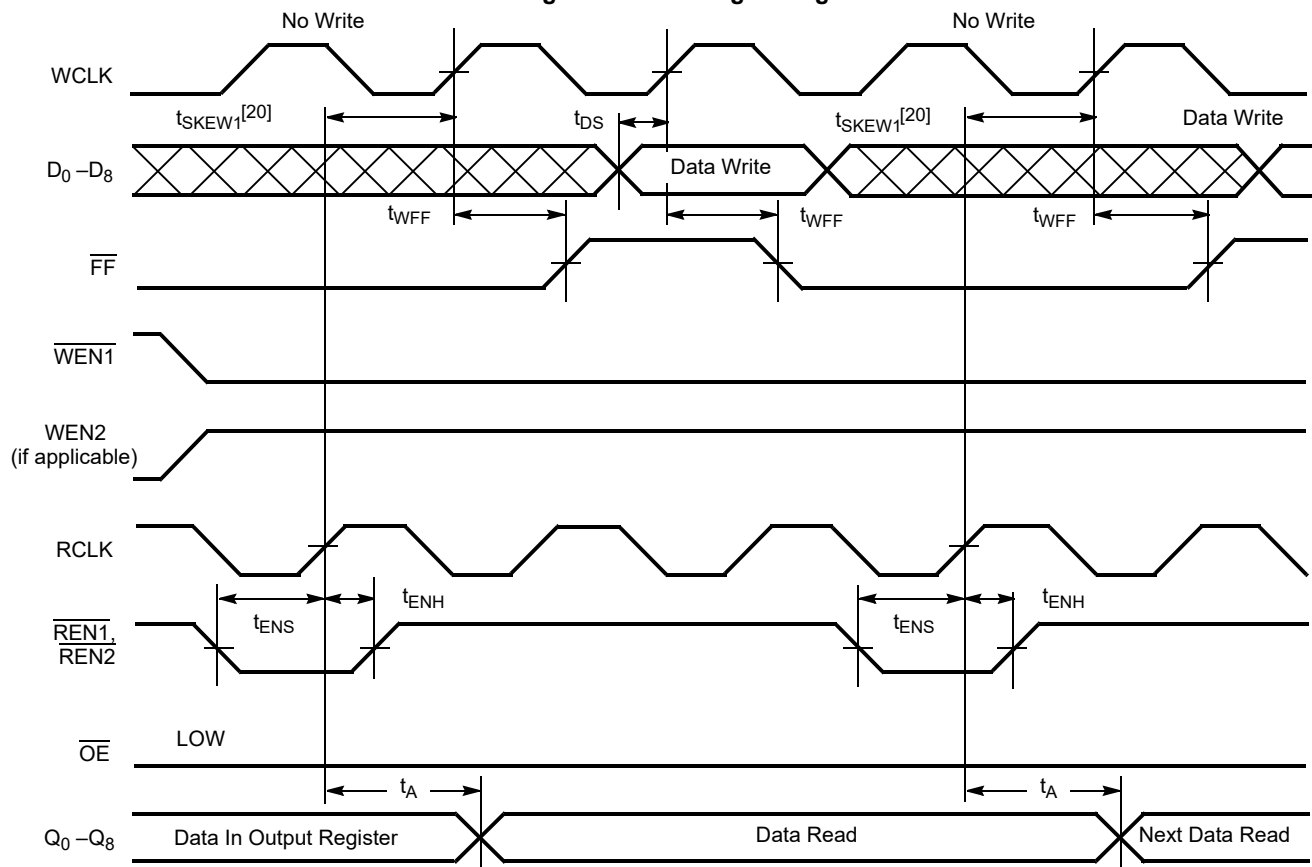 No Write
No Write
WCLK
tSKEW1[20]
tDS
tSKEW1[20]
Data Write
D0 –D8
Data Write
tWFF
tWFF
tWFF
FF
WEN1
WEN2
(if applicable)
RCLK
tENS
tENH
tENS
tENH
REN1,
REN2
OE
LOW
tA
tA
Q0 –Q8
Data In Output Register
Data Read
Next Data Read